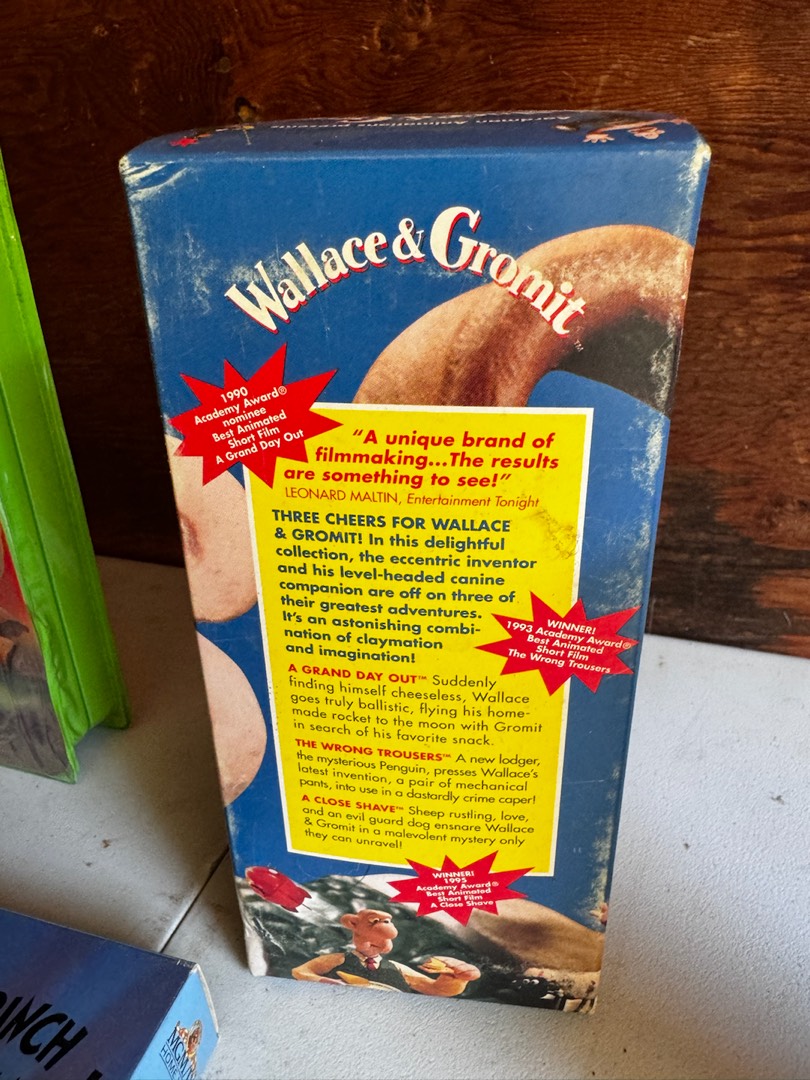 Aardman Animations presents
Wallace & Gromit™
1990
Academy Award®
nominee
Best Animated
Short Film
A Grand Day Out
"A unique brand of
filmmaking...The results
are something to see!"
LEONARD MALTIN, Entertainment Tonight
THREE CHEERS FOR WALLACE
& GROMIT! In this delightful
collection, the eccentric inventor
and his level-headed canine
companion are off on three of
their greatest adventures.
It's an astonishing combi-
nation of claymation
and imagination!
WINNER!
1993 Academy Award®
Best Animated
Short Film
The Wrong Trousers
A GRAND DAY OUT™ Suddenly
finding himself cheeseless, Wallace
goes truly ballistic, flying his home-
made rocket to the moon with Gromit
in search of his favorite snack.
THE WRONG TROUSERS™ A new lodger,
the mysterious Penguin, presses Wallace's
latest invention, a pair of mechanical
pants, into use in a dastardly crime caper!
A CLOSE SHAVE™ Sheep rustling, love,
and an evil guard dog ensnare Wallace
& Gromit in a malevolent mystery only
they can unravel!
WINNER!
1995
Academy Award®
Best Animated
Short Film
A Close Shave
INCH
MGM
HOME